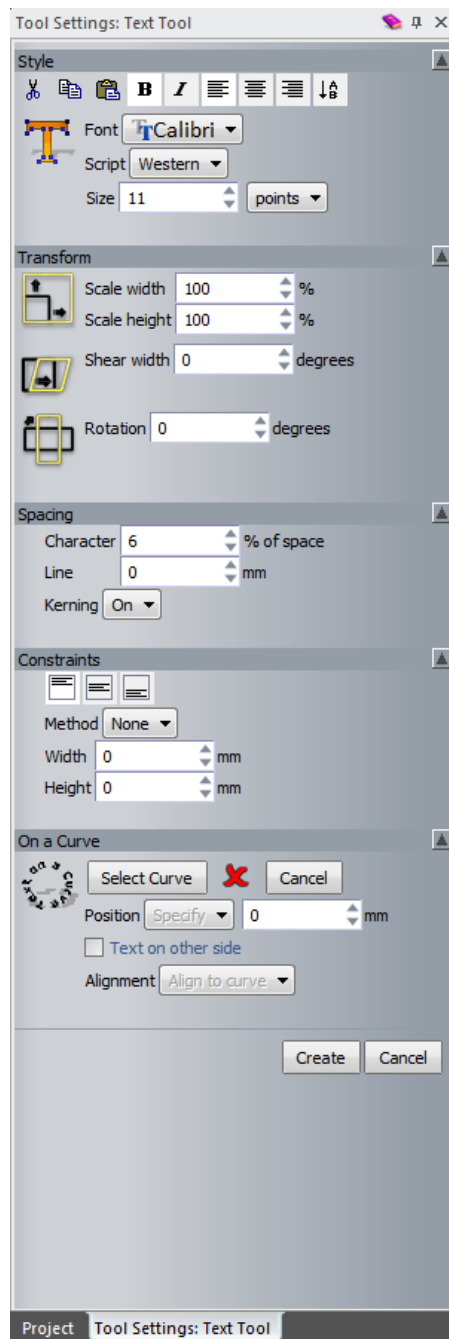 Tool Settings: Text Tool
Style
B I
Font Calibri
Script Western
Size 11 points
Transform
Scale width 100 %
Scale height 100 %
Shear width 0 degrees
Rotation 0 degrees
Spacing
Character 6 % of space
Line 0 mm
Kerning On
Constraints
Method None
Width 0 mm
Height 0 mm
On a Curve
Select Curve Cancel
Position Specify 0 mm
Text on other side
Alignment Align to curve
Create Cancel
Project Tool Settings: Text Tool